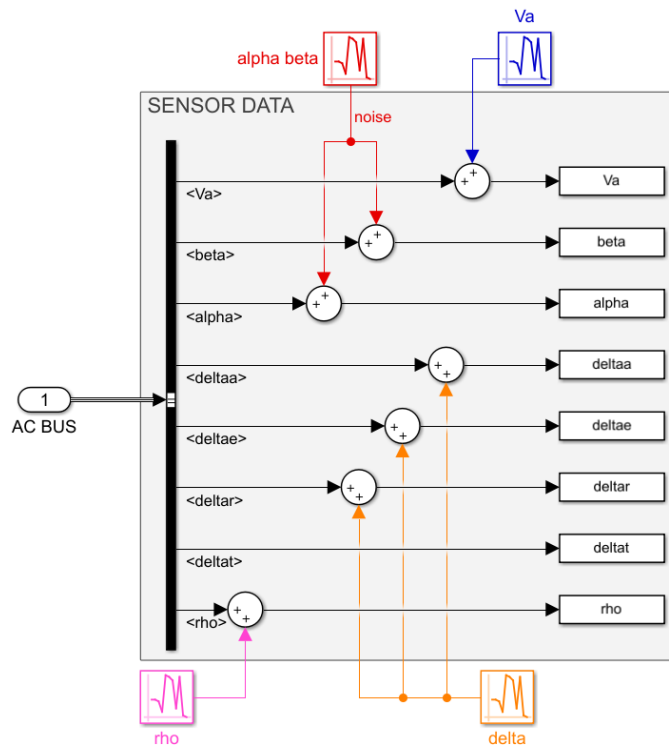 Va
alpha beta
SENSOR DATA
noise
<Va>
Va
<beta>
beta
<alpha>
alpha
<deltaa>
deltaa
1
AC BUS
<deltae>
deltae
<deltar>
deltar
<deltat>
deltat
<rho>
rho
rho
delta